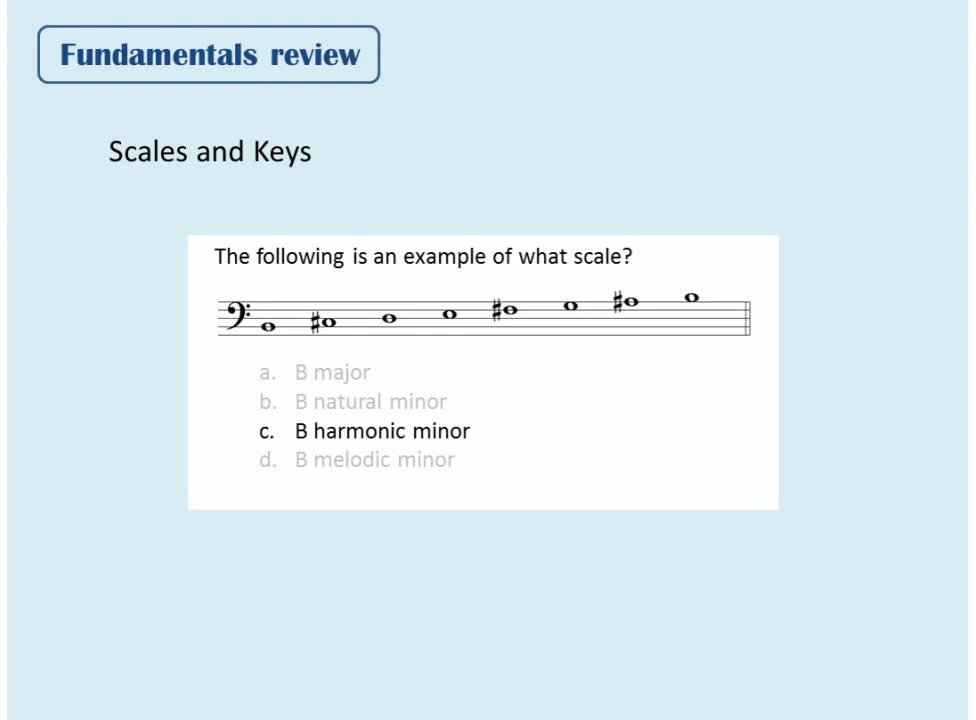 Fundamentals review
Scales and Keys
The following is an example of what scale?
a. B major
b. B natural minor
c. B harmonic minor
d. B melodic minor